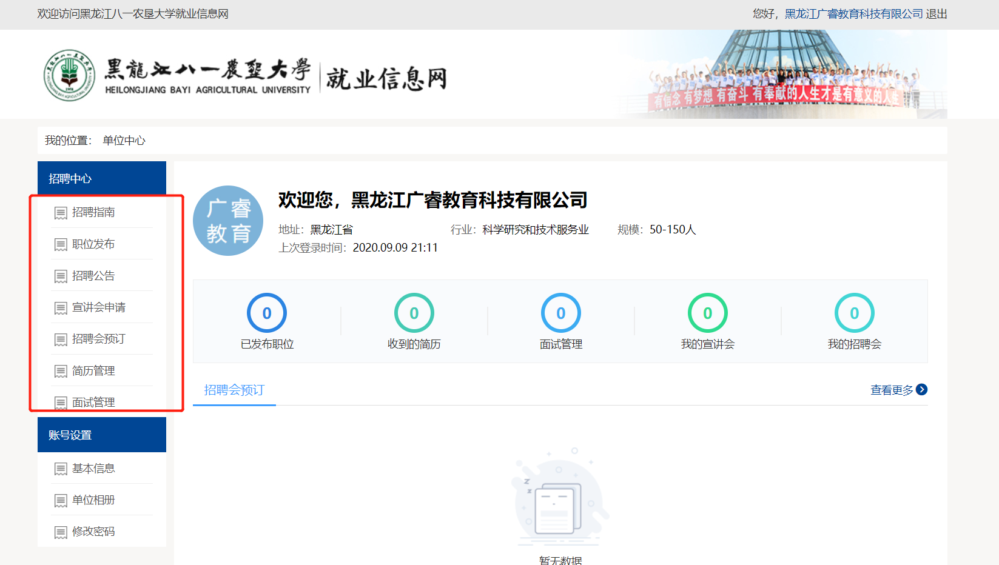 欢迎访问黑龙江八一农垦大学就业信息网
您好，黑龙江广睿教育科技有限公司 退出
黑龍江八一農墾大學
HEILONGJIANG BAYI AGRICULTURAL UNIVERSITY
就业信息网
有信念 有梦想 有奋斗 有奉献的人生才是有意义的人生
我的位置： 单位中心
招聘中心
招聘指南
职位发布
招聘公告
宣讲会申请
招聘会预订
简历管理
面试管理
账号设置
基本信息
单位相册
修改密码
广睿
教育
欢迎您，黑龙江广睿教育科技有限公司
地址：黑龙江省 行业：科学研究和技术服务业 规模：50-150人
上次登录时间：2020.09.09 21:11
0 0 0 0 0
已发布职位 收到的简历 面试管理 我的宣讲会 我的招聘会
招聘会预订 查看更多
z
z
暂无数据